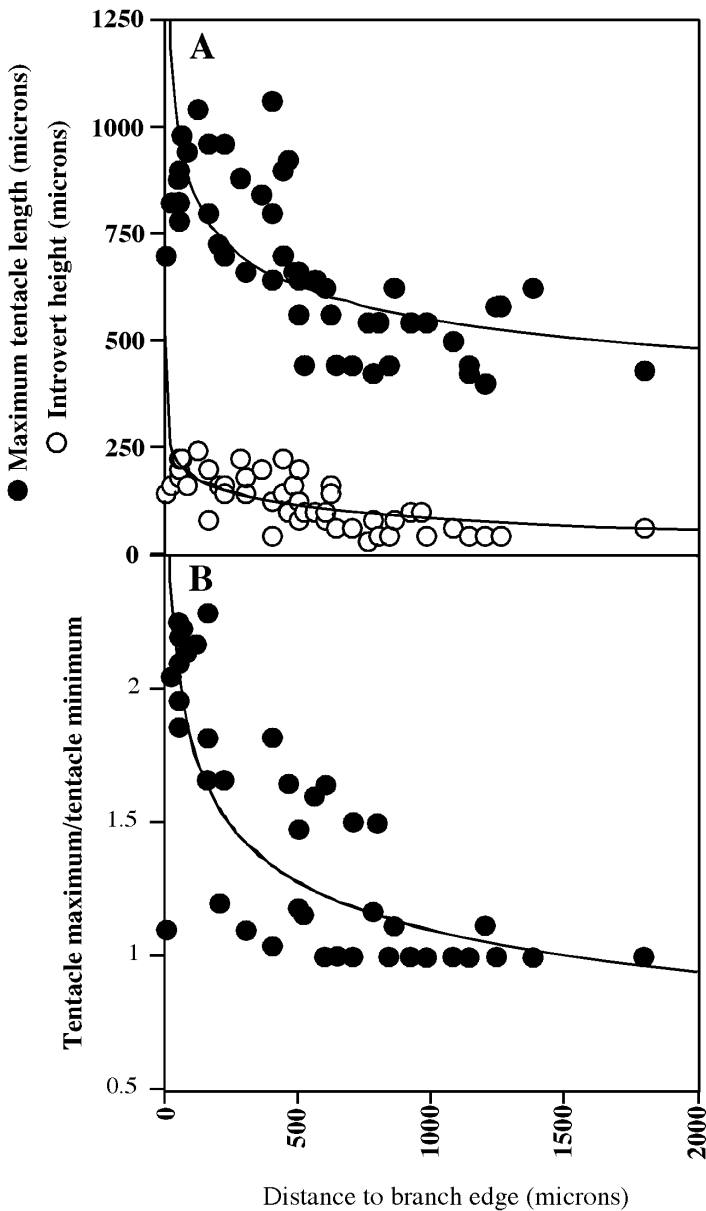 ● Maximum tentacle length (microns)
○ Introvert height (microns)
A
1250
1000
750
500
250
0
B
Tentacle maximum/tentacle minimum
2
1.5
1
0.5
0
500
1000
1500
2000
Distance to branch edge (microns)